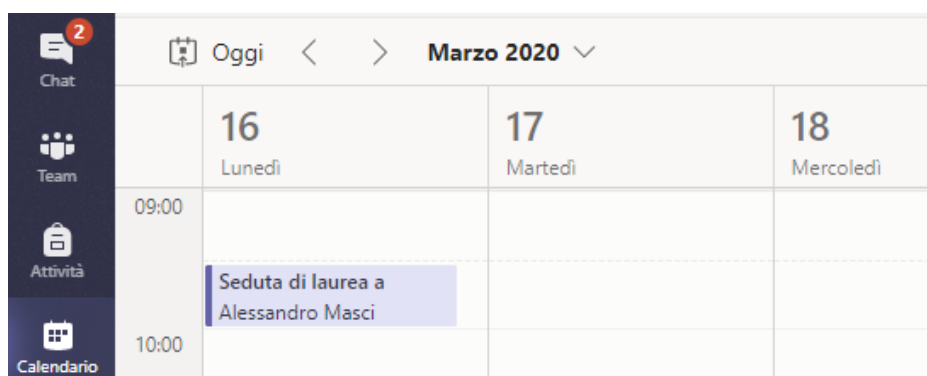 2
Chat
Team
Attività
Calendario
Oggi
Marzo 2020
16
Lunedì
17
Martedì
18
Mercoledì
09:00
Seduta di laurea a
Alessandro Masci
10:00